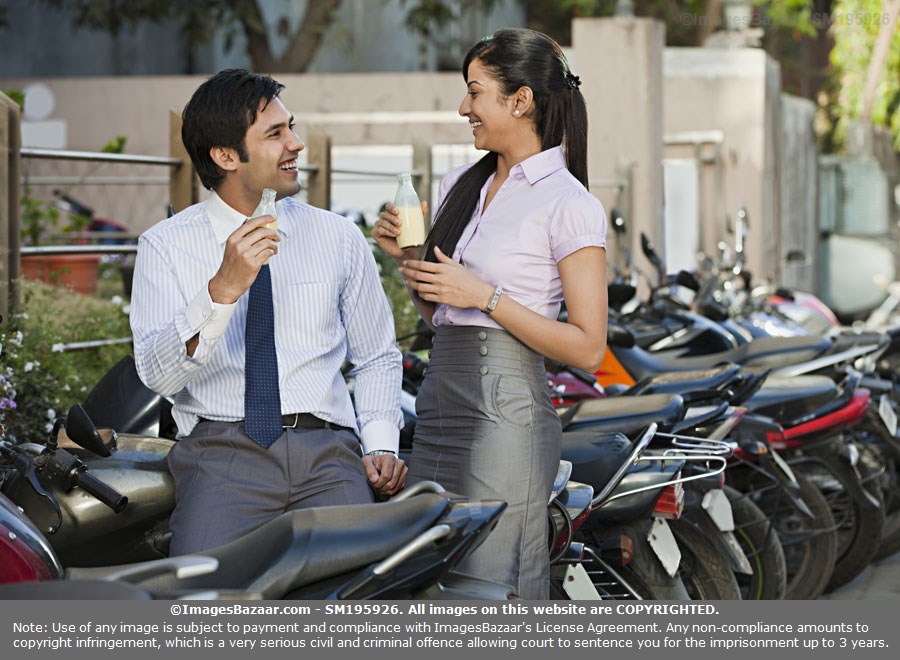 ©ImagesBazaar SM195926
©ImagesBazaar.com - SM195926. All images on this website are COPYRIGHTED.
Note: Use of any image is subject to payment and compliance with ImagesBazaar's License Agreement. Any non-compliance amounts to
copyright infringement, which is a very serious civil and criminal offence allowing court to sentence you for the imprisonment up to 3 years.